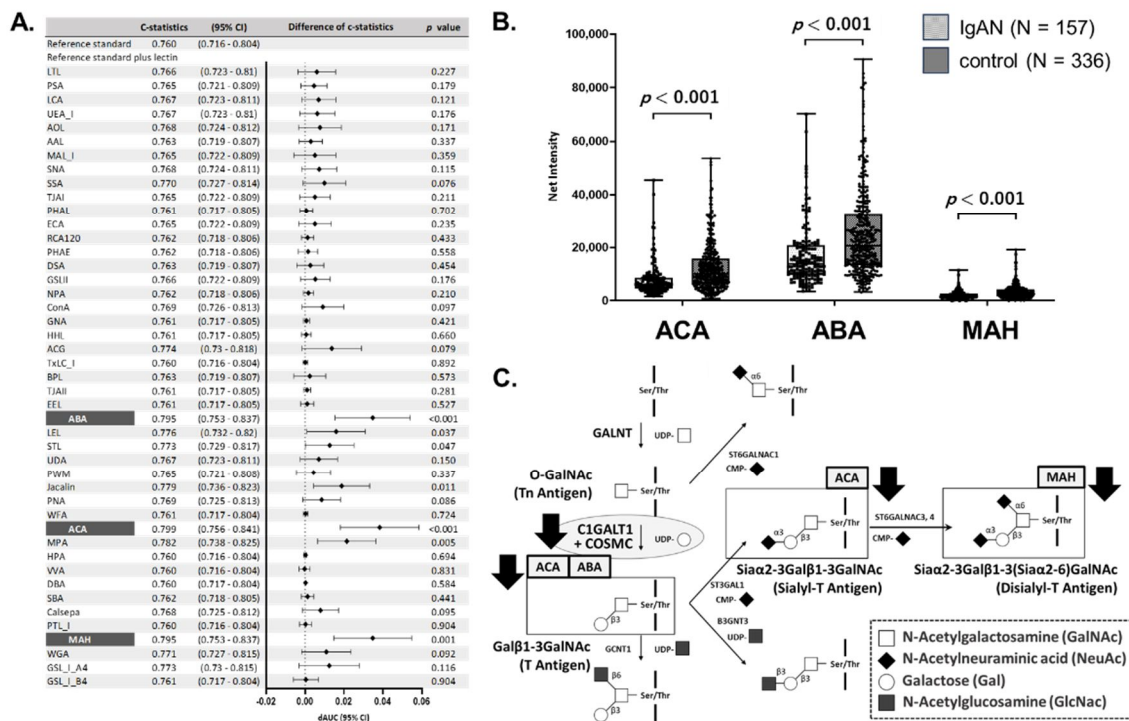 A.
C-statistics (95% CI) Difference of c-statistics p value
Reference standard 0.760 (0.716 - 0.804)
Reference standard plus lectin
LTL 0.766 (0.723 - 0.81) 0.227
PSA 0.765 (0.721 - 0.809) 0.179
LCA 0.767 (0.723 - 0.811) 0.121
UEA_I 0.767 (0.723 - 0.81) 0.176
AOL 0.768 (0.724 - 0.812) 0.171
AAL 0.763 (0.719 - 0.807) 0.337
MAL_I 0.765 (0.722 - 0.809) 0.359
SNA 0.768 (0.724 - 0.811) 0.115
SSA 0.770 (0.727 - 0.814) 0.076
TJAI 0.765 (0.722 - 0.809) 0.211
PHAL 0.761 (0.717 - 0.805) 0.702
ECA 0.765 (0.722 - 0.809) 0.235
RCA120 0.762 (0.718 - 0.806) 0.433
PHAE 0.762 (0.718 - 0.806) 0.558
DSA 0.763 (0.719 - 0.807) 0.454
GSLII 0.766 (0.722 - 0.809) 0.176
NPA 0.762 (0.718 - 0.806) 0.210
ConA 0.769 (0.726 - 0.813) 0.097
GNA 0.761 (0.717 - 0.805) 0.421
HHL 0.761 (0.717 - 0.805) 0.660
ACG 0.774 (0.73 - 0.818) 0.079
TxLC_I 0.760 (0.716 - 0.804) 0.892
BPL 0.763 (0.719 - 0.807) 0.573
TJAII 0.761 (0.717 - 0.805) 0.281
EEL 0.761 (0.717 - 0.805) 0.527
ABA 0.795 (0.753 - 0.837) <0.001
LEL 0.776 (0.732 - 0.82) 0.037
STL 0.773 (0.729 - 0.817) 0.047
UDA 0.767 (0.723 - 0.811) 0.150
PWM 0.765 (0.721 - 0.808) 0.337
Jacalin 0.779 (0.736 - 0.823) 0.011
PNA 0.769 (0.725 - 0.813) 0.086
WFA 0.761 (0.717 - 0.804) 0.724
ACA 0.799 (0.756 - 0.841) <0.001
MPA 0.782 (0.738 - 0.825) 0.005
HPA 0.760 (0.716 - 0.804) 0.694
VVA 0.760 (0.716 - 0.804) 0.831
DBA 0.760 (0.717 - 0.804) 0.584
SBA 0.762 (0.718 - 0.805) 0.441
Calsepa 0.768 (0.725 - 0.812) 0.095
PTL_I 0.760 (0.716 - 0.804) 0.904
MAH 0.795 (0.753 - 0.837) 0.001
WGA 0.771 (0.727 - 0.815) 0.092
GSL_I_A4 0.773 (0.73 - 0.815) 0.116
GSL_I_B4 0.761 (0.717 - 0.804) 0.904
-0.02 0.00 0.02 0.04 0.06
dAUC [95% CI]
B.
IgAN (N = 157)
control (N = 336)
Net Intensity
100,000
80,000
60,000
40,000
20,000
0
p < 0.001
p < 0.001
p < 0.001
ACA ABA MAH
C.
Ser/Thr
α6
Ser/Thr
GALNT UDP-
ST6GALNAC1
CMP-
O-GalNAc
(Tn Antigen)
Ser/Thr
C1GALT1
+ COSMC
UDP-
ACA ABA
Ser/Thr
β3
Galβ1-3GalNAc
(T Antigen)
GCNT1 UDP-
β6
Ser/Thr
β3
ST3GAL1
CMP-
B3GNT3
UDP-
ACA
Ser/Thr
α3
β3
Siaα2-3Galβ1-3GalNAc
(Sialyl-T Antigen)
ST6GALNAC3, 4
CMP-
MAH
α6
Ser/Thr
α3
β3
Siaα2-3Galβ1-3(Siaα2-6)GalNAc
(Disialyl-T Antigen)
Ser/Thr
β3
β3
N-Acetylgalactosamine (GalNAc)
N-Acetylneuraminic acid (NeuAc)
Galactose (Gal)
N-Acetylglucosamine (GlcNac)